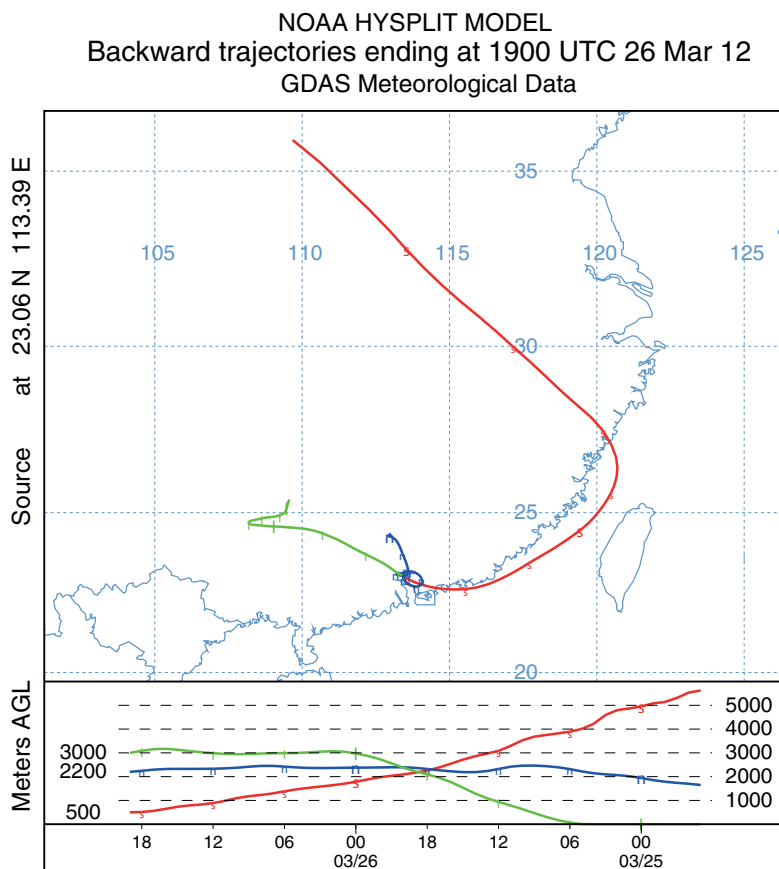 NOAA HYSPLIT MODEL
Backward trajectories ending at 1900 UTC 26 Mar 12
GDAS Meteorological Data
Source at 23.06 N 113.39 E
35
105 110 115 120 125
30
25
20
Meters AGL
5000
4000
3000 3000
2200 2000
1000
500
18 12 06 00 18 12 06 00
03/26 03/25